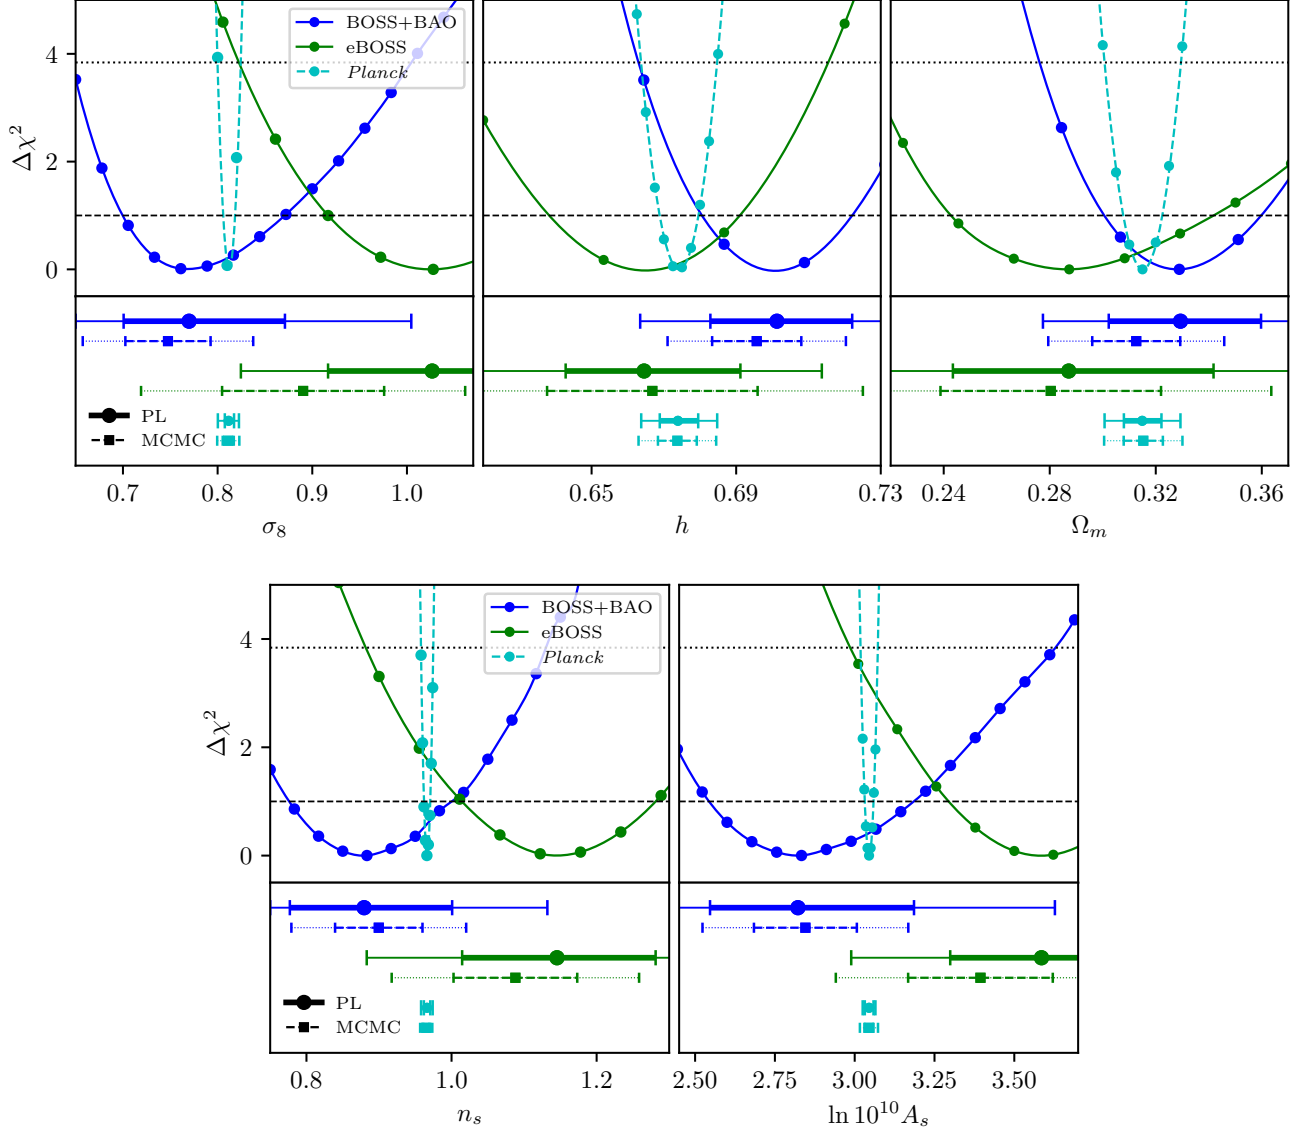 BOSS+BAO
eBOSS
Planck
4
2
0
Δχ²
PL
MCMC
0.7 0.8 0.9 1.0
0.65 0.69 0.73
0.24 0.28 0.32 0.36
σ₈
h
Ωₘ
BOSS+BAO
eBOSS
Planck
4
2
0
Δχ²
PL
MCMC
0.8 1.0 1.2
2.50 2.75 3.00 3.25 3.50
nₛ
ln 10¹⁰Aₛ